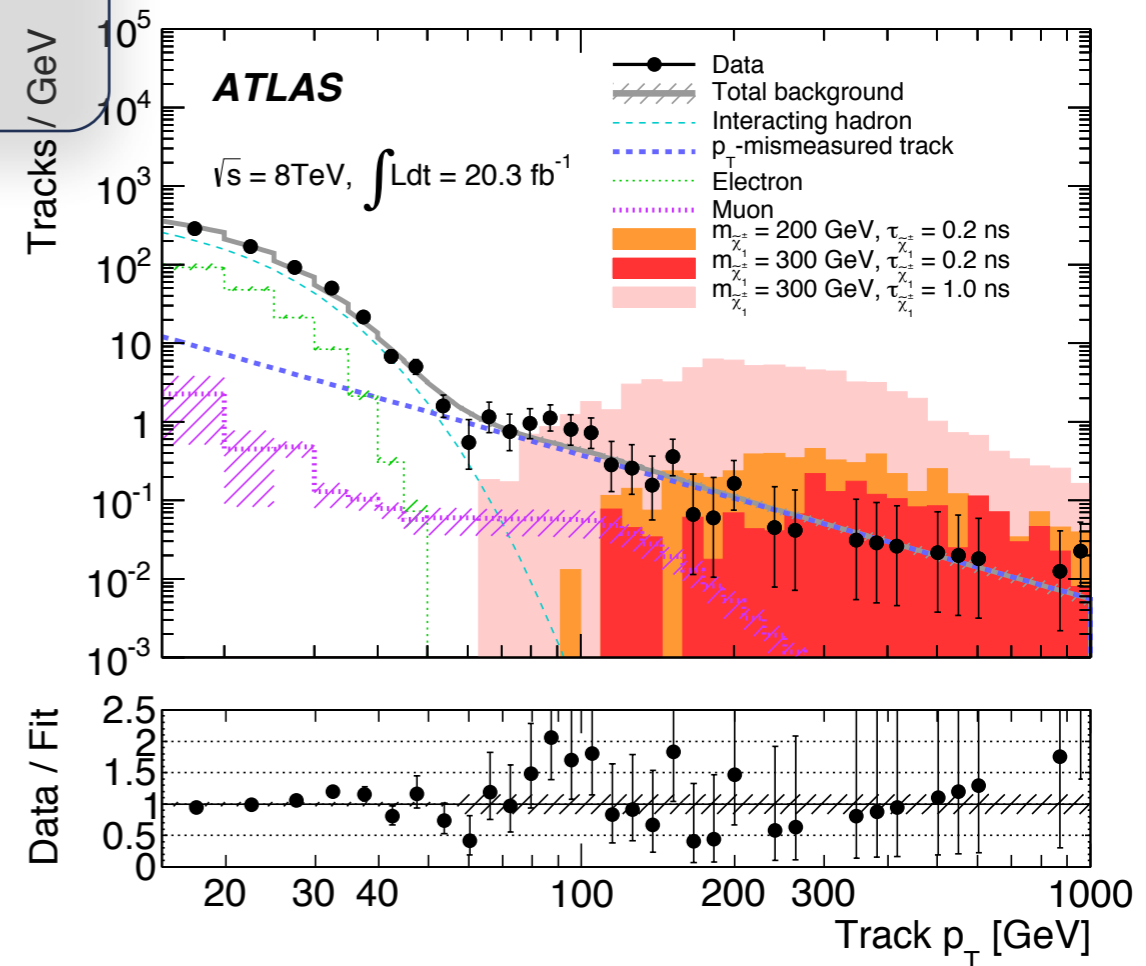 Tracks / GeV
10⁵
10⁴
10³
10²
10
1
10⁻¹
10⁻²
10⁻³
ATLAS
√s = 8TeV, ∫Ldt = 20.3 fb⁻¹
Data
Total background
Interacting hadron
p_T-mismeasured track
Electron
Muon
m_χ̃₁± = 200 GeV, τ_χ̃₁± = 0.2 ns
m_χ̃₁± = 300 GeV, τ_χ̃₁± = 0.2 ns
m_χ̃₁± = 300 GeV, τ_χ̃₁± = 1.0 ns
Data / Fit
2.5
2
1.5
1
0.5
0
20 30 40 100 200 300 1000
Track p_T [GeV]